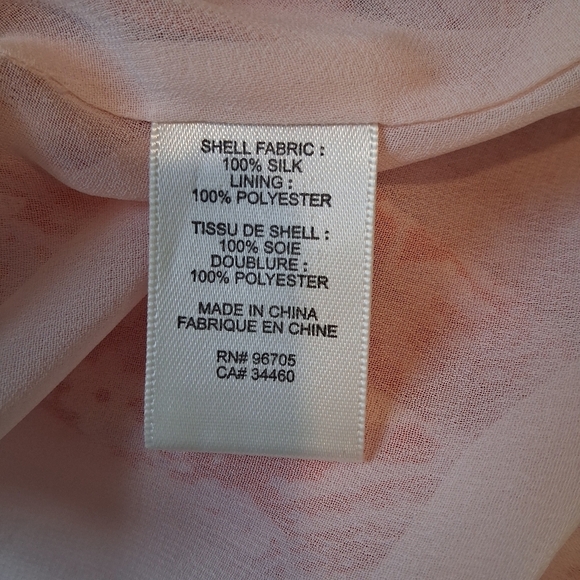 SHELL FABRIC :
100% SILK
LINING :
100% POLYESTER
TISSU DE SHELL :
100% SOIE
DOUBLURE :
100% POLYESTER
MADE IN CHINA
FABRIQUE EN CHINE
RN# 96705
CA# 34460